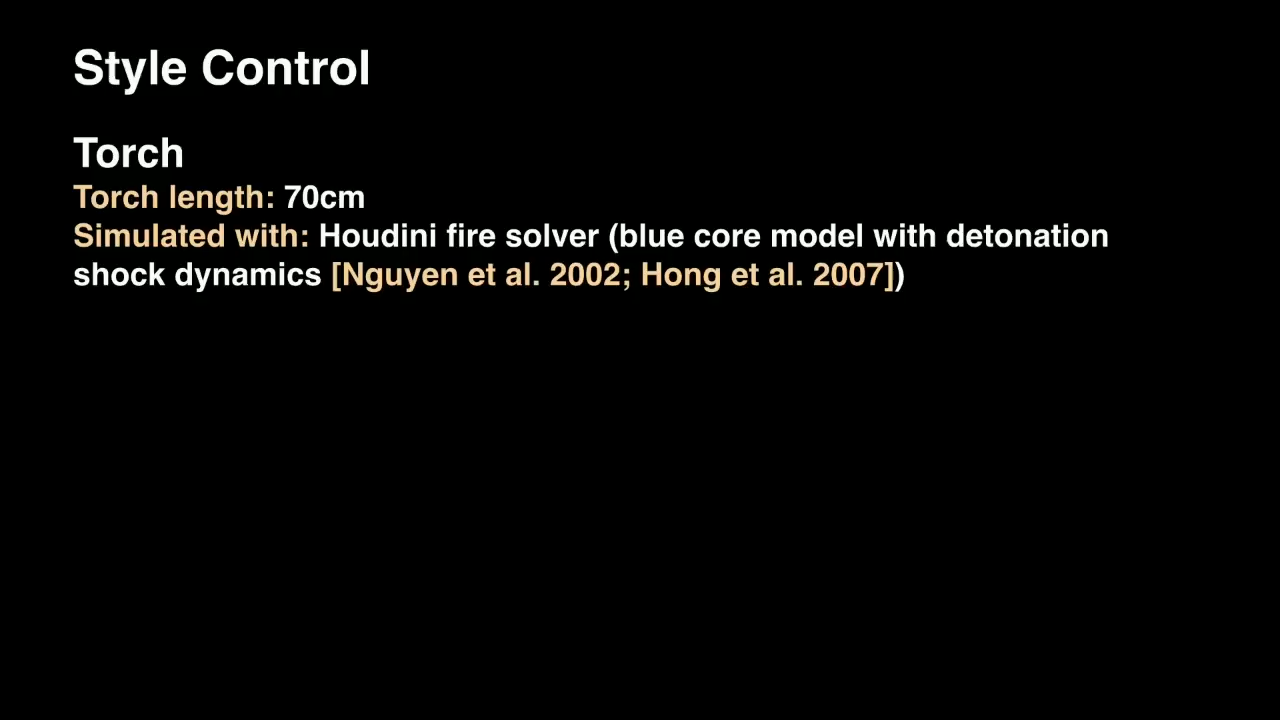 Style Control
Torch
Torch length: 70cm
Simulated with: Houdini fire solver (blue core model with detonation
shock dynamics [Nguyen et al. 2002; Hong et al. 2007])